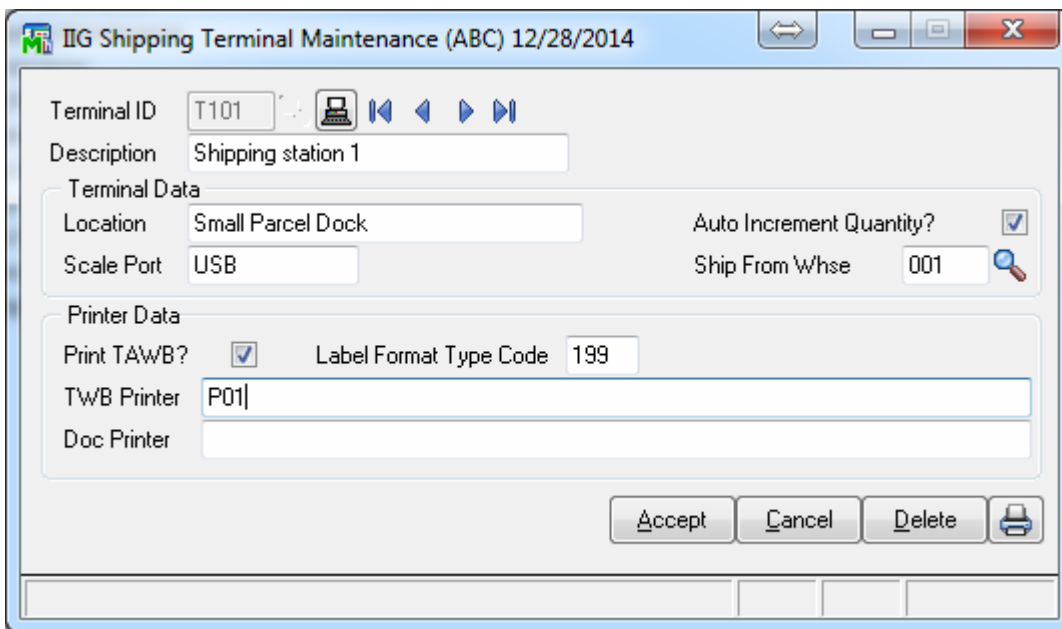 IIG Shipping Terminal Maintenance (ABC) 12/28/2014
Terminal ID T101
Description Shipping station 1
Terminal Data
Location Small Parcel Dock Auto Increment Quantity?
Scale Port USB Ship From Whse 001
Printer Data
Print TAWB? Label Format Type Code 199
TWB Printer P01
Doc Printer
Accept Cancel Delete